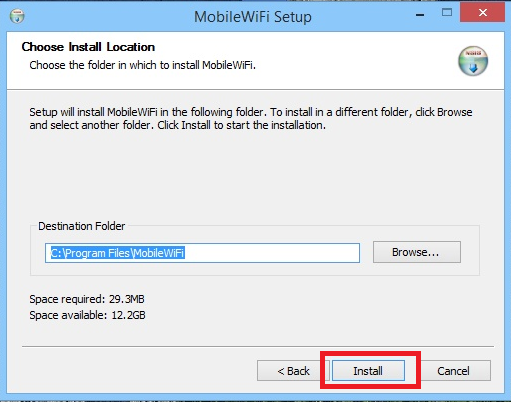 MobileWiFi Setup
Choose Install Location
Choose the folder in which to install MobileWiFi.
Setup will install MobileWiFi in the following folder. To install in a different folder, click Browse
and select another folder. Click Install to start the installation.
Destination Folder
C:\Program Files\MobileWiFi
Browse...
Space required: 29.3MB
Space available: 12.2GB
< Back
Install
Cancel